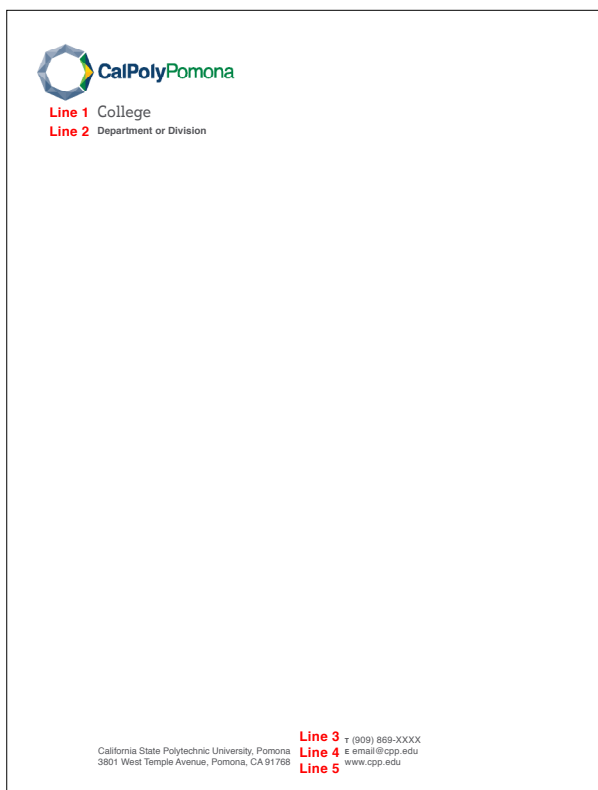 CalPolyPomona
Line 1 College
Line 2 Department or Division
Line 3 T (909) 869-XXXX
California State Polytechnic University, Pomona Line 4 E email@cpp.edu
3801 West Temple Avenue, Pomona, CA 91768 Line 5 www.cpp.edu